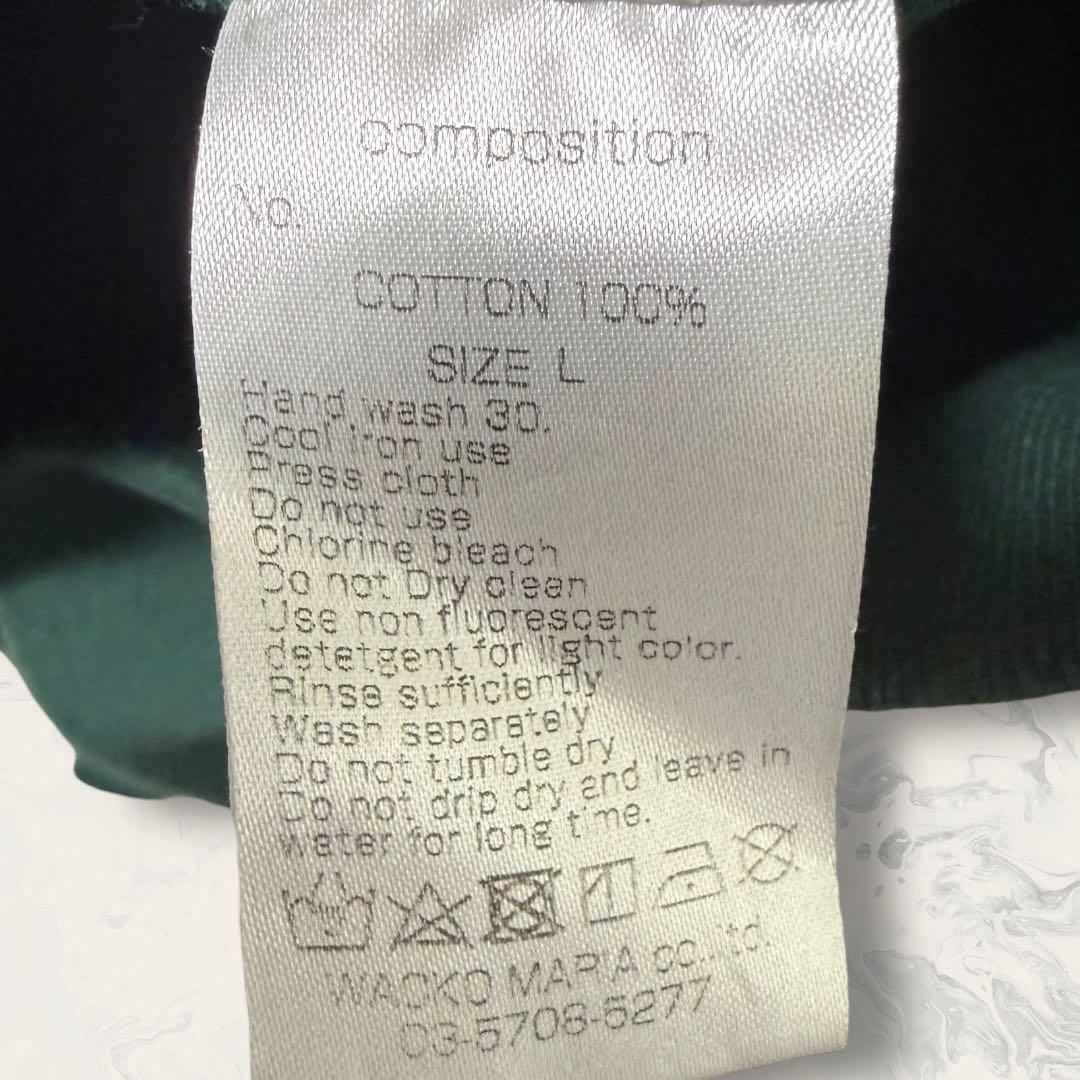 composition
No.
COTTON 100%
SIZE L
Hand wash 30.
Cool iron use
Press cloth
Do not use
Chlorine bleach
Do not Dry clean
Use non fluorescent
detetgent for light color.
Rinse sufficiently
Wash separately
Do not tumble dry
Do not drip dry and leave in
water for long time.
WACKO MARIA co.,ltd.
03-5708-5277